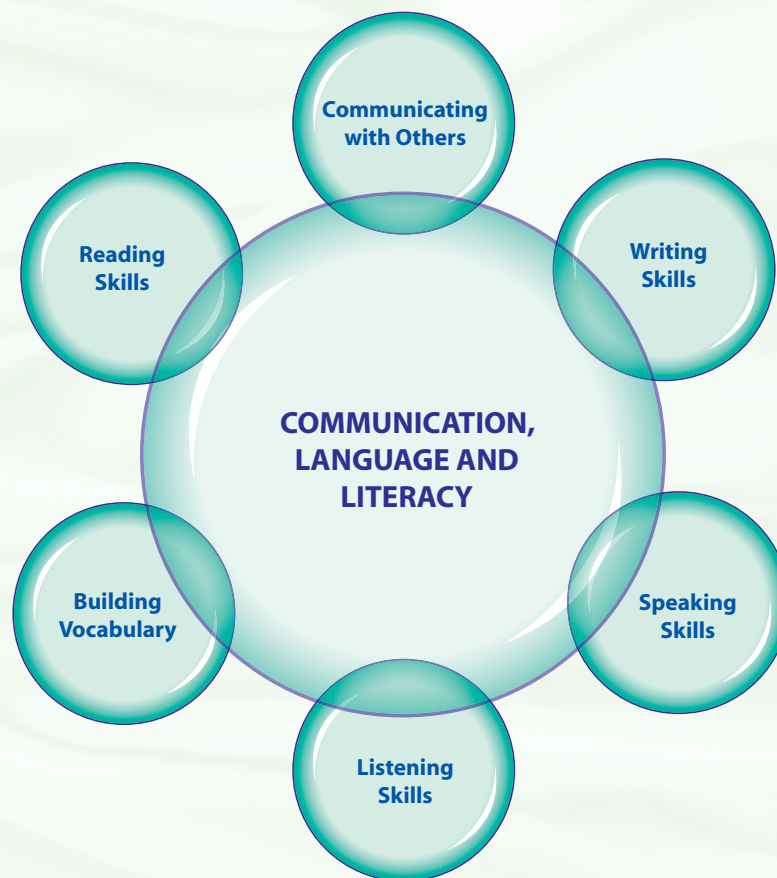 Communicating
with Others
Reading
Skills
Writing
Skills
COMMUNICATION,
LANGUAGE AND
LITERACY
Building
Vocabulary
Speaking
Skills
Listening
Skills